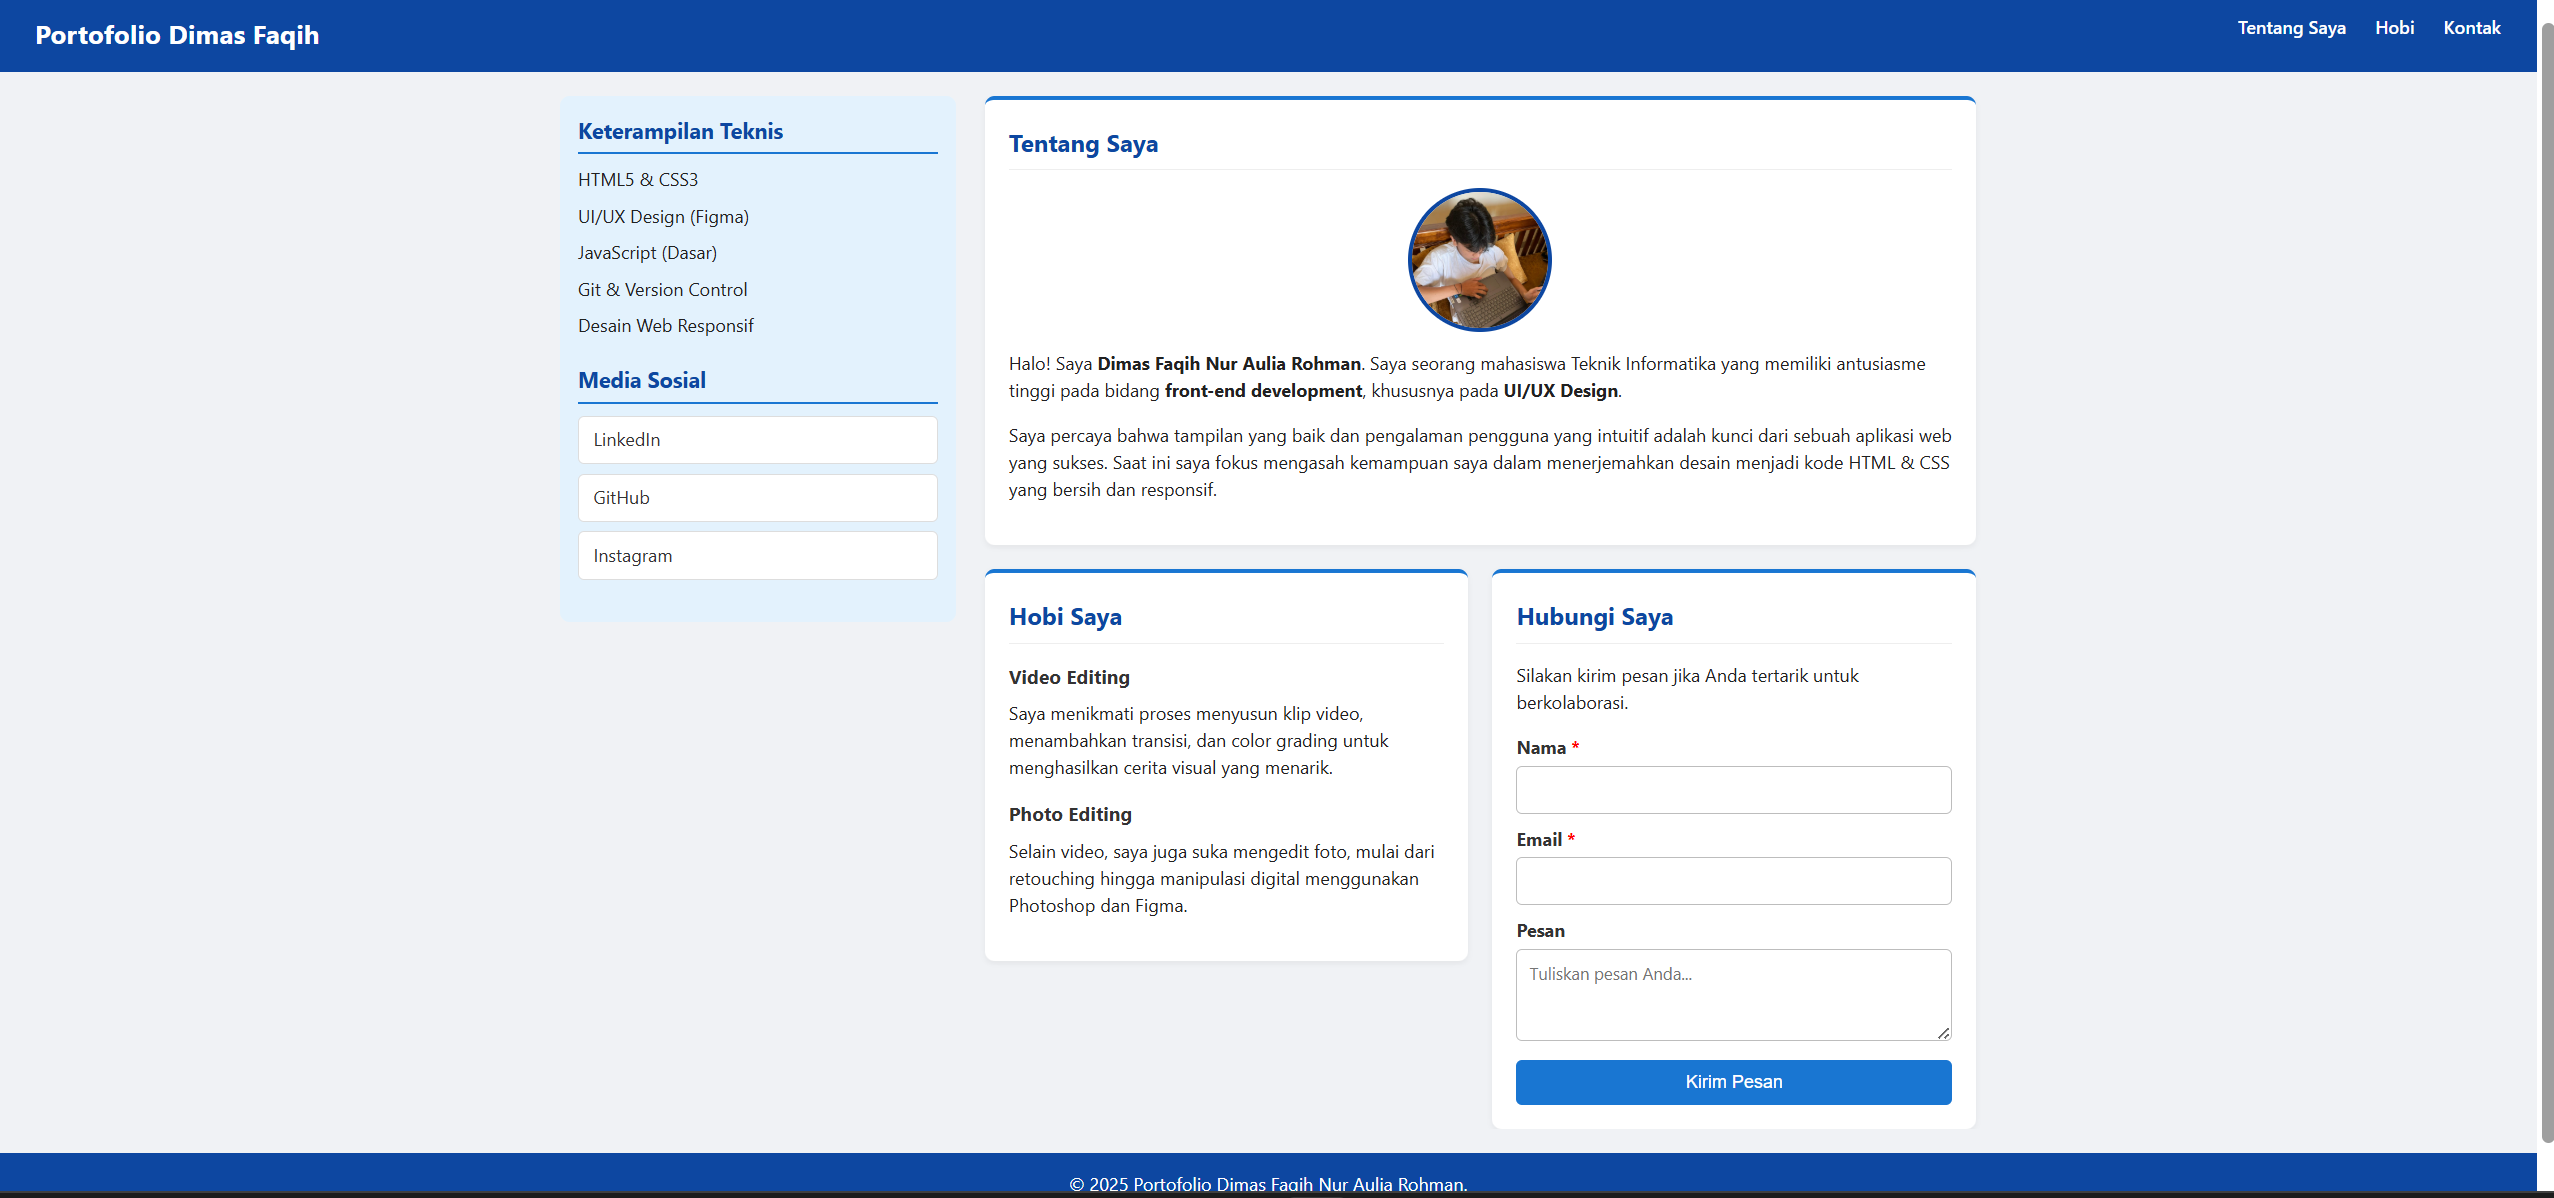 Portofolio Dimas Faqih
Tentang Saya
Hobi
Kontak
Keterampilan Teknis
HTML5 & CSS3
UI/UX Design (Figma)
JavaScript (Dasar)
Git & Version Control
Desain Web Responsif
Media Sosial
LinkedIn
GitHub
Instagram
Tentang Saya
Halo! Saya Dimas Faqih Nur Aulia Rohman. Saya seorang mahasiswa Teknik Informatika yang memiliki antusiasme
tinggi pada bidang front-end development, khususnya pada UI/UX Design.
Saya percaya bahwa tampilan yang baik dan pengalaman pengguna yang intuitif adalah kunci dari sebuah aplikasi web
yang sukses. Saat ini saya fokus mengasah kemampuan saya dalam menerjemahkan desain menjadi kode HTML & CSS
yang bersih dan responsif.
Hobi Saya
Video Editing
Saya menikmati proses menyusun klip video,
menambahkan transisi, dan color grading untuk
menghasilkan cerita visual yang menarik.
Photo Editing
Selain video, saya juga suka mengedit foto, mulai dari
retouching hingga manipulasi digital menggunakan
Photoshop dan Figma.
Hubungi Saya
Silakan kirim pesan jika Anda tertarik untuk
berkolaborasi.
Nama *
Email *
Pesan
Tuliskan pesan Anda...
Kirim Pesan
© 2025 Portofolio Dimas Faqih Nur Aulia Rohman.